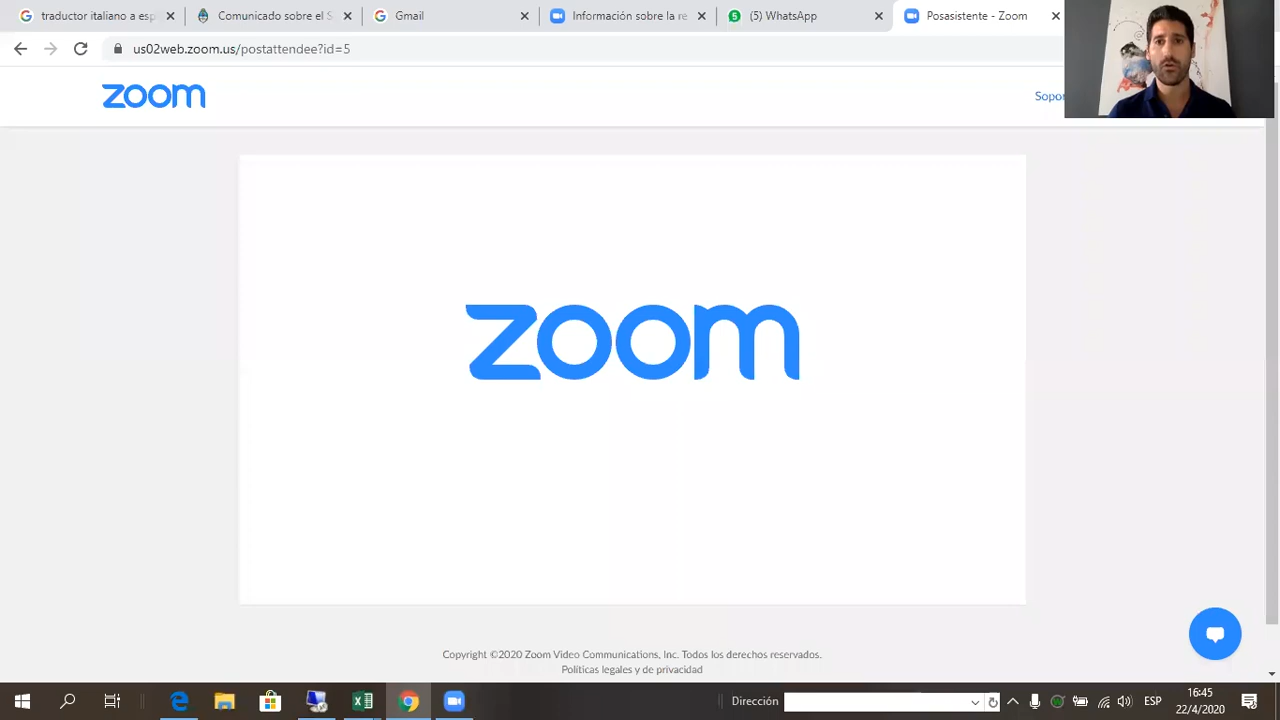 traductor italiano a esp
Comunicado sobre el S
Gmail
Información sobre la re
(5) WhatsApp
Posasistente - Zoom
us02web.zoom.us/postattendee?id=5
zoom
Sopor
zoom
Copyright ©2020 Zoom Video Communications, Inc. Todos los derechos reservados.
Políticas legales y de privacidad
Dirección
ESP
16:45
22/4/2020